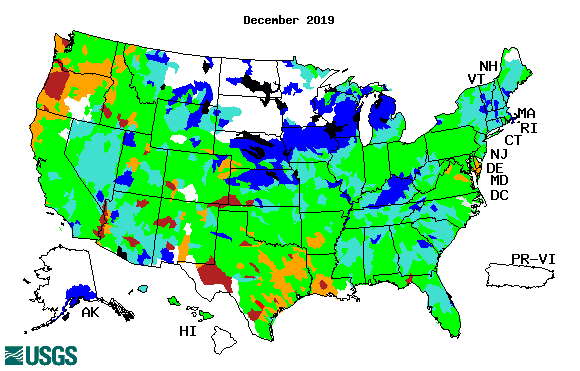 December 2019
NH
VT
MA
RI
CT
NJ
DE
MD
DC
PR-VI
AK
HI
USGS